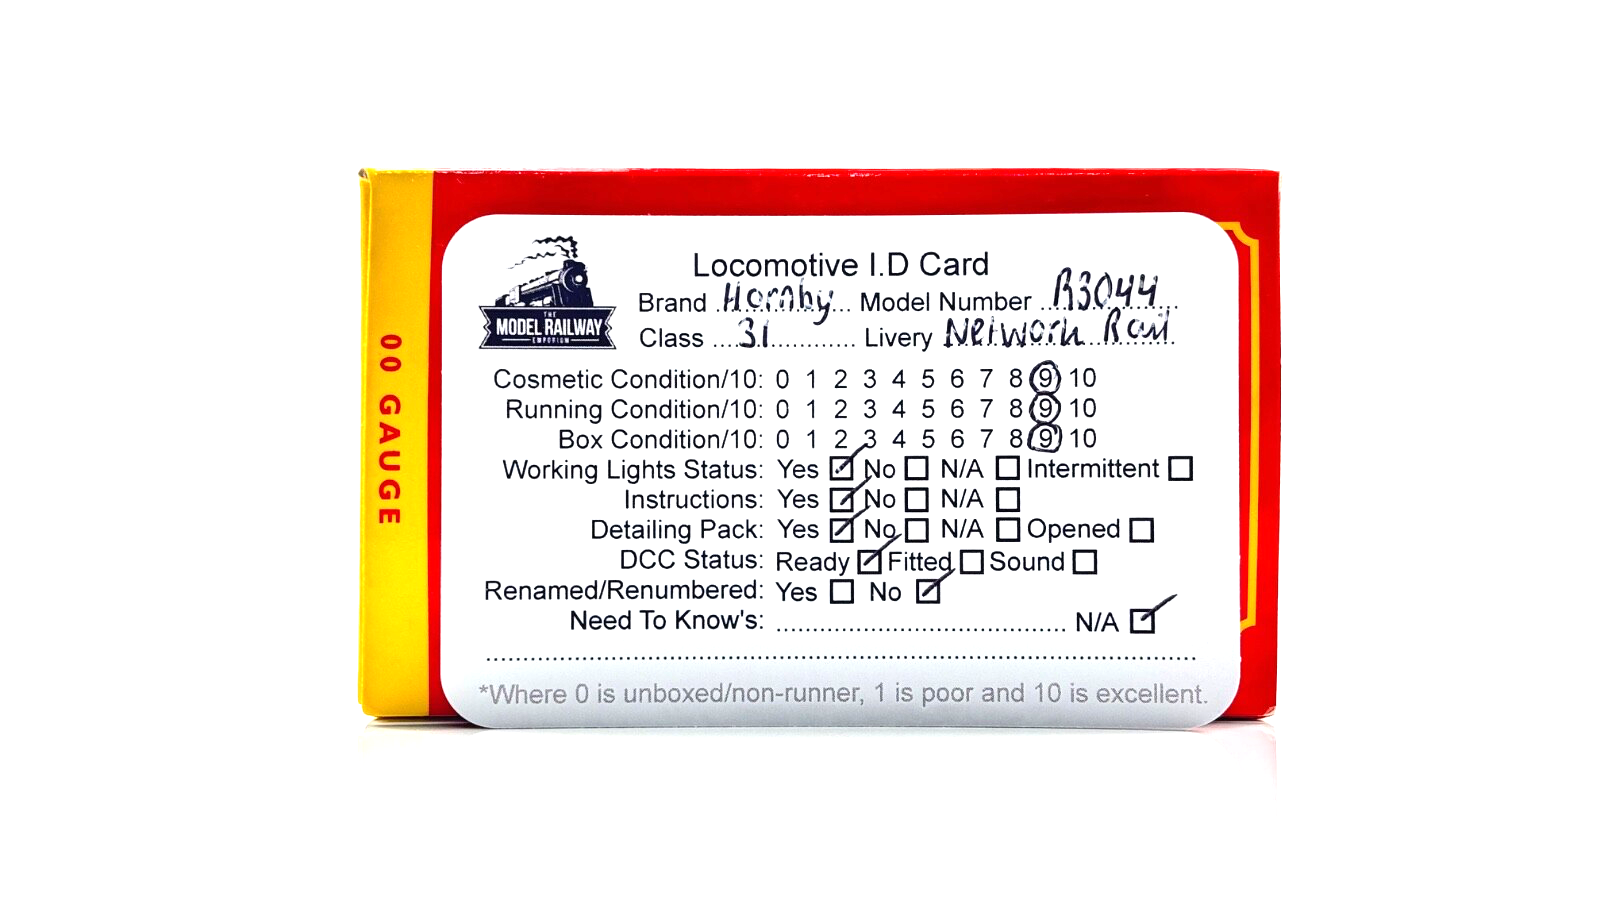 OO GAUGE
THE
MODEL RAILWAY
EMPORIUM
Locomotive I.D Card
Brand ...Hornby... Model Number ...R3044...
Class ....31............ Livery Network Rail
Cosmetic Condition/10: 0 1 2 3 4 5 6 7 8 9 10
Running Condition/10: 0 1 2 3 4 5 6 7 8 9 10
Box Condition/10: 0 1 2 3 4 5 6 7 8 9 10
Working Lights Status: Yes ☑ No ☐ N/A ☐ Intermittent ☐
Instructions: Yes ☑ No ☐ N/A ☐
Detailing Pack: Yes ☑ No ☐ N/A ☐ Opened ☐
DCC Status: Ready ☑ Fitted ☐ Sound ☐
Renamed/Renumbered: Yes ☐ No ☑
Need To Know's: ....................................... N/A ☑
*Where 0 is unboxed/non-runner, 1 is poor and 10 is excellent.